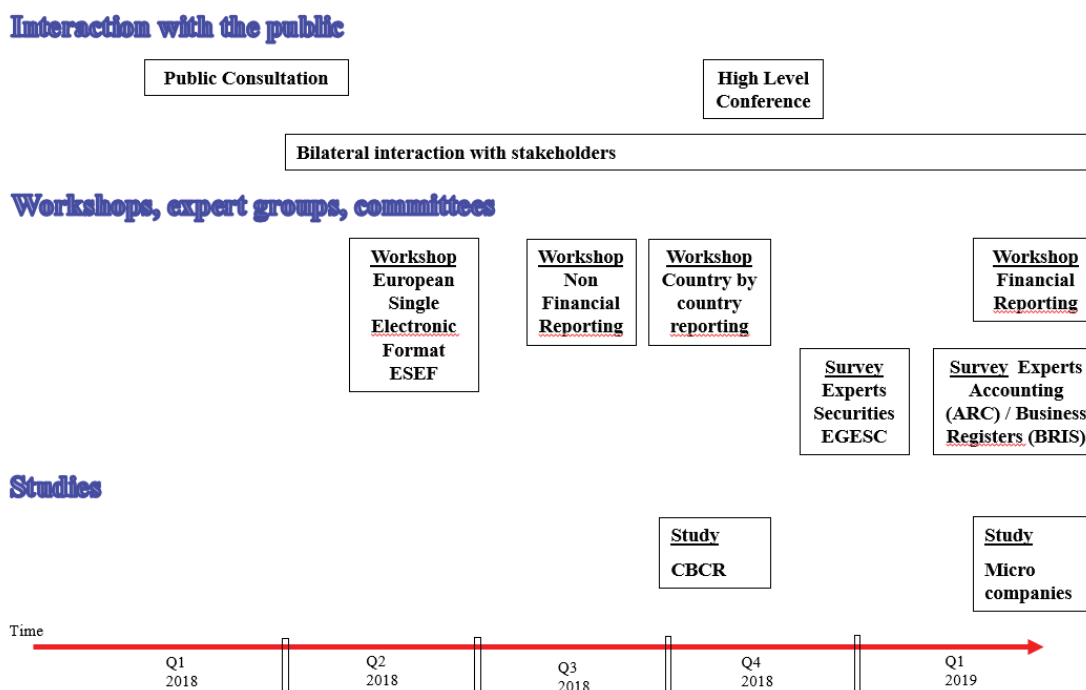 Interaction with the public
Public Consultation
High Level
Conference
Bilateral interaction with stakeholders
Workshops, expert groups, committees
Workshop
European
Single
Electronic
Format
ESEF
Workshop
Non
Financial
Reporting
Workshop
Country by
country
reporting
Workshop
Financial
Reporting
Survey
Experts
Securities
EGESC
Survey Experts
Accounting
(ARC) / Business
Registers (BRIS)
Studies
Study
CBCR
Study
Micro
companies
Time
Q1
2018
Q2
2018
Q3
2018
Q4
2018
Q1
2019